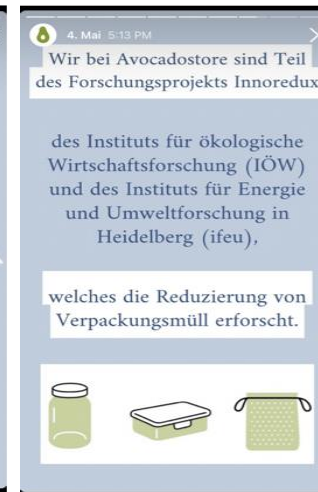 4. Mai 5:13 PM
Wir bei Avocadostore sind Teil
des Forschungsprojekts Innoredux
des Instituts für ökologische
Wirtschaftsforschung (IÖW)
und des Instituts für Energie
und Umweltforschung in
Heidelberg (ifeu),
welches die Reduzierung von
Verpackungsmüll erforscht.